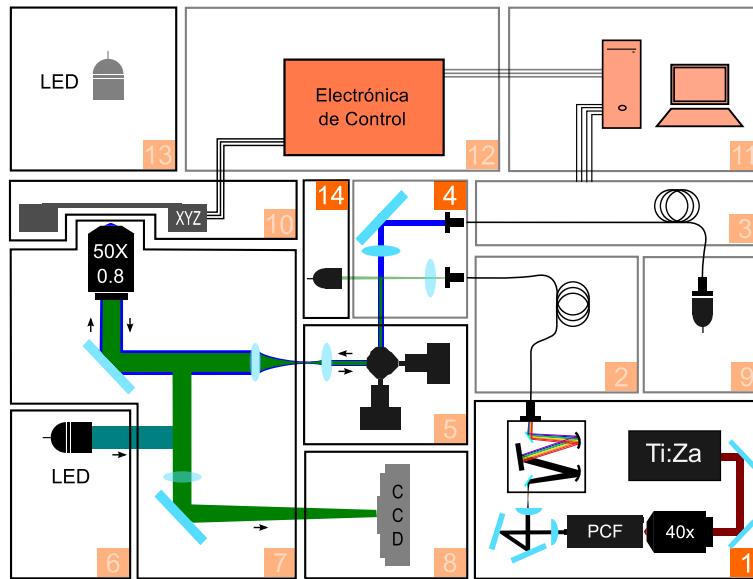 LED
13
Electrónica
de Control
12
11
XYZ
10
14
4
3
50X
0.8
2
9
5
LED
6
7
C
C
D
8
Ti:Za
PCF
40x
1